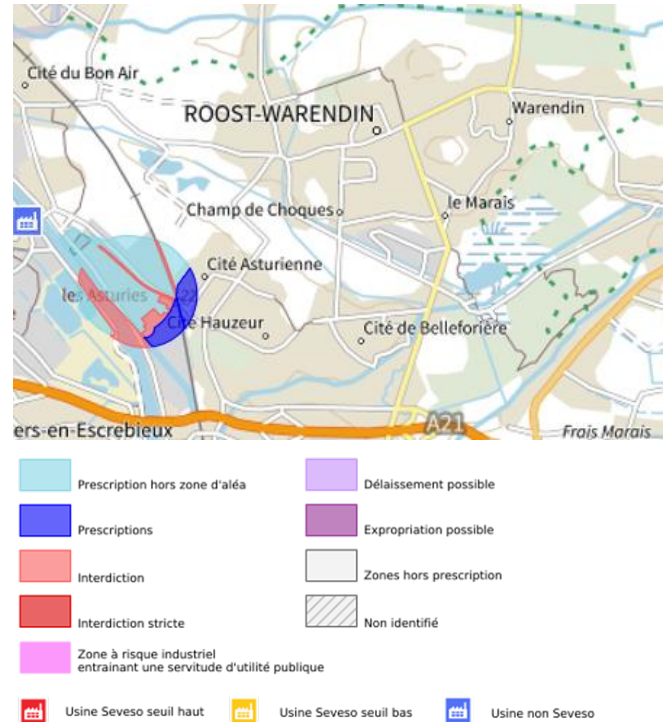 Cité du Bon Air
ROOST-WARENDIN
Warendin
Champ de Choques
le Marais
Cité Asturienne
les Asturies
Cité Hauzeur
Cité de Belleforière
ers-en-Escrebieux
A21
Frais Marais
Prescription hors zone d'aléa
Délaissement possible
Prescriptions
Expropriation possible
Interdiction
Zones hors prescription
Interdiction stricte
Non identifié
Zone à risque industriel
entrainant une servitude d'utilité publique
Usine Seveso seuil haut
Usine Seveso seuil bas
Usine non Seveso